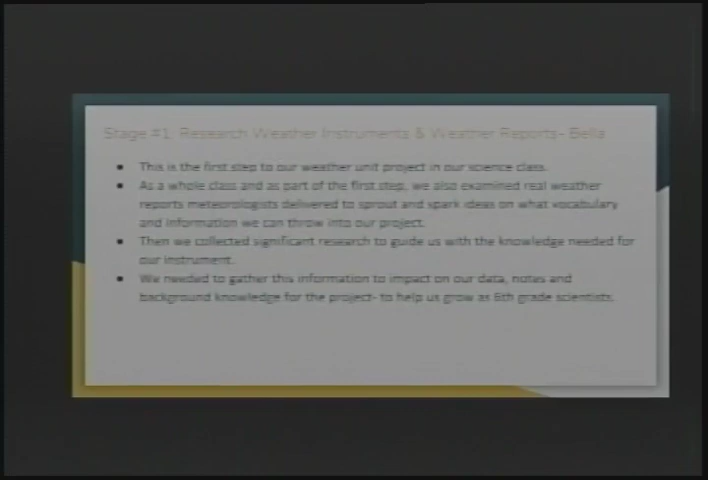 Stage #1: Research Weather Instruments & Weather Reports- Bella
This is the first step to our weather unit project in our science class.
As a whole class and as part of the first step, we also examined real weather
reports meteorologists delivered to sprout and spark ideas on what vocabulary
and information we can throw into our project.
Then we collected significant research to guide us with the knowledge needed for
our instrument.
We needed to gather this information to impact on our data, notes and
background knowledge for the project- to help us grow as 6th grade scientists.